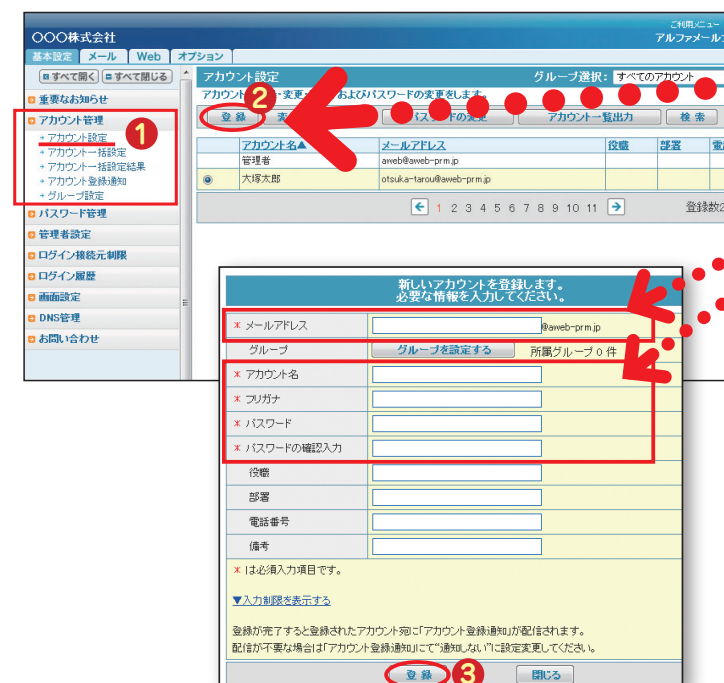 ご利用メニュー
〇〇〇株式会社
アルファメール
基本設定 メール Web オプション
すべて開く すべて閉じる
アカウント設定
グループ選択: すべてのアカウント
およびパスワードの変更をします。
重要なお知らせ
2
登録
の変更
アカウント一覧出力
検索
アカウント管理
1
アカウント設定
アカウント一括設定
アカウント一括設定結果
アカウント登録通知
グループ設定
パスワード管理
管理者設定
ログイン接続元制限
ログイン履歴
画面設定
DNS管理
お問い合わせ
アカウント名▲ メールアドレス 役職 部署
管理者 aweb@aweb-prm.jp
大塚太郎 otsuka-tarou@aweb-prm.jp
1 2 3 4 5 6 7 8 9 10 11
登録数2
新しいアカウントを登録します。
必要な情報を入力してください。
* メールアドレス @aweb-prm.jp
グループ グループを設定する 所属グループ 0 件
* アカウント名
* フリガナ
* パスワード
* パスワードの確認入力
役職
部署
電話番号
備考
* は必須入力項目です。
▼入力制限を表示する
登録が完了すると登録されたアカウント宛に「アカウント登録通知」が配信されます。
配信が不要な場合は「アカウント登録通知」にて"通知しない"に設定変更してください。
登録 3 閉じる